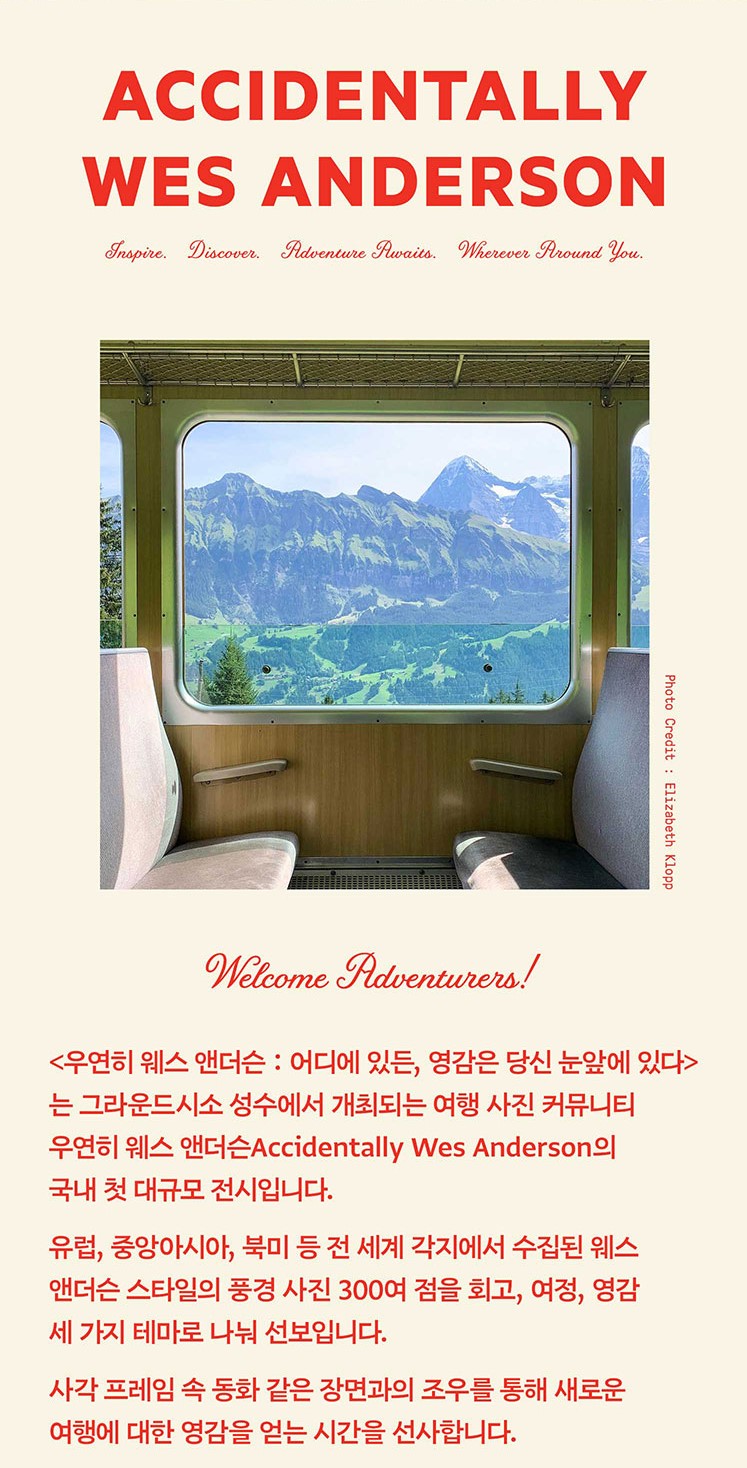 ACCIDENTALLY
WES ANDERSON
Inspire. Discover. Adventure Awaits. Wherever Around You.
Photo Credit : Elizabeth Klopp
Welcome Adventurers!
<우연히 웨스 앤더슨 : 어디에 있든, 영감은 당신 눈앞에 있다>
는 그라운드시소 성수에서 개최되는 여행 사진 커뮤니티
우연히 웨스 앤더슨Accidentally Wes Anderson의
국내 첫 대규모 전시입니다.
유럽, 중앙아시아, 북미 등 전 세계 각지에서 수집된 웨스
앤더슨 스타일의 풍경 사진 300여 점을 회고, 여정, 영감
세 가지 테마로 나눠 선보입니다.
사각 프레임 속 동화 같은 장면과의 조우를 통해 새로운
여행에 대한 영감을 얻는 시간을 선사합니다.